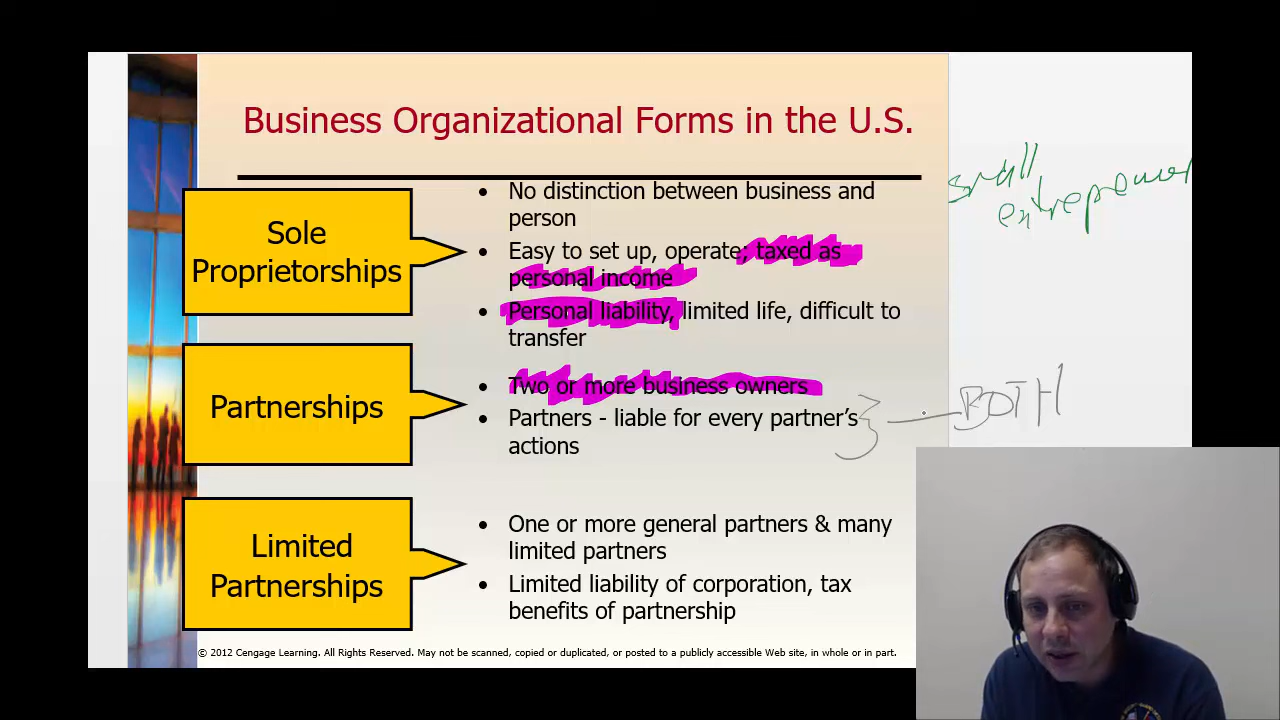 Business Organizational Forms in the U.S.
Sole
Proprietorships
• No distinction between business and
person
• Easy to set up, operate; taxed as
personal income
• Personal liability, limited life, difficult to
transfer
small
entrepreneur
Partnerships
• Two or more business owners
• Partners - liable for every partner's
actions
BOTH
Limited
Partnerships
• One or more general partners & many
limited partners
• Limited liability of corporation, tax
benefits of partnership
© 2012 Cengage Learning. All Rights Reserved. May not be scanned, copied or duplicated, or posted to a publicly accessible Web site, in whole or in part.